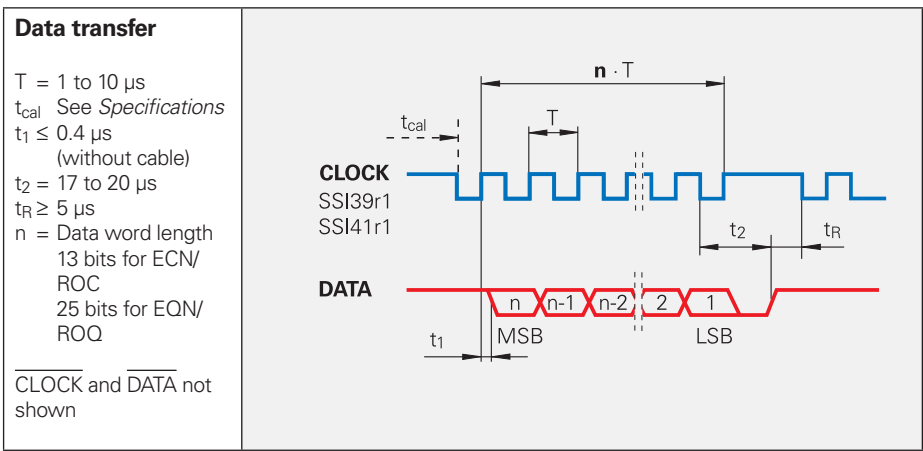 Data transfer
T = 1 to 10 µs
tcal See Specifications
t1 ≤ 0.4 µs
(without cable)
t2 = 17 to 20 µs
tR ≥ 5 µs
n = Data word length
13 bits for ECN/
ROC
25 bits for EQN/
ROQ
CLOCK and DATA not
shown
n · T
tcal
T
CLOCK
SSI39r1
SSI41r1
t2
tR
DATA
n
n-1
n-2
2
1
t1
MSB
LSB